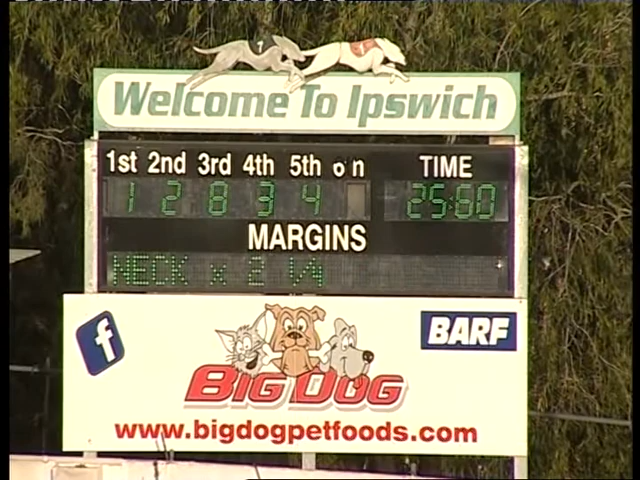 Welcome To Ipswich
1st 2nd 3rd 4th 5th on TIME
1 2 8 3 4 25:60
MARGINS
NECK x 2 1/4
f
BARF
BIG DOG
www.bigdogpetfoods.com